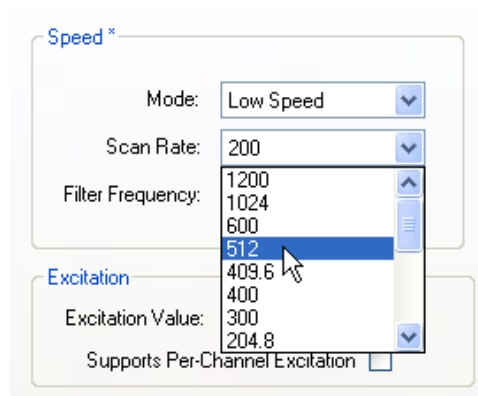 Speed *
Mode: Low Speed
Scan Rate: 200
Filter Frequency:
1200
1024
600
512
409.6
400
300
204.8
Excitation
Excitation Value:
Supports Per-Channel Excitation